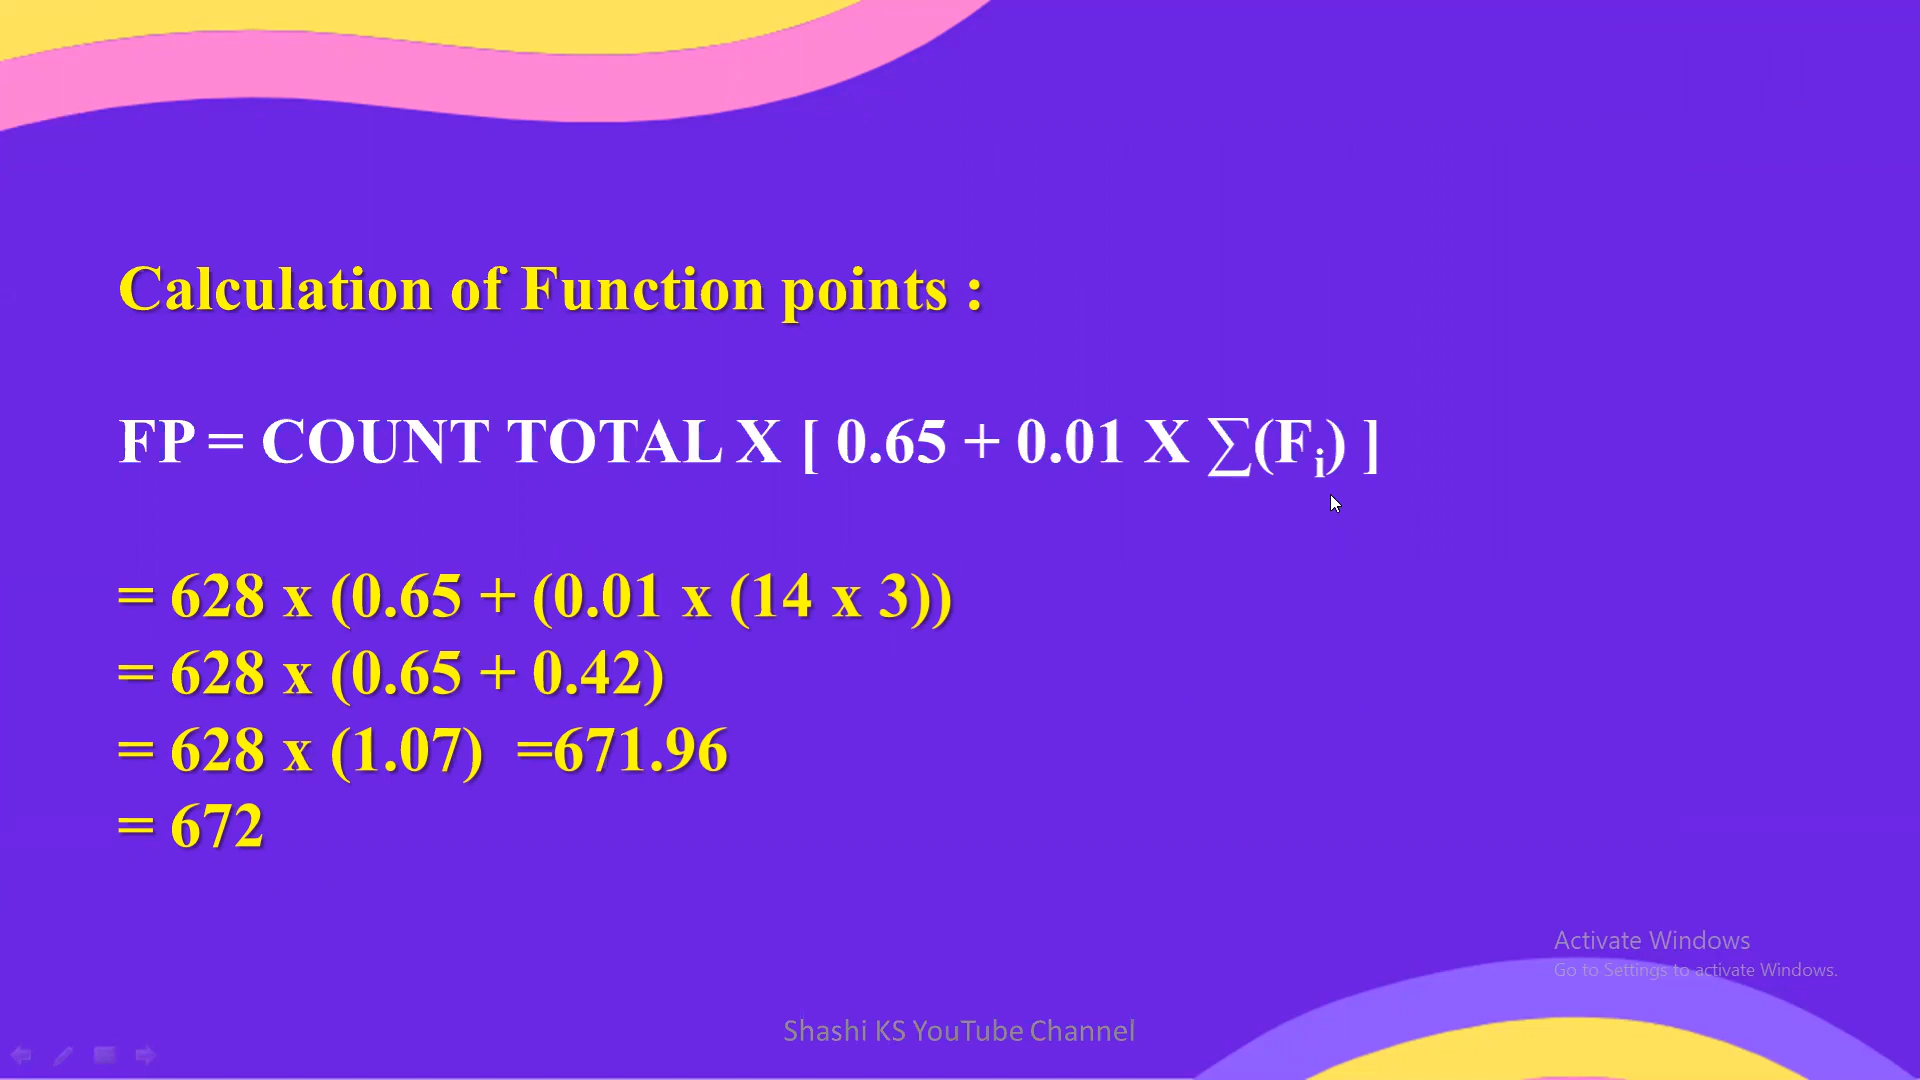 Calculation of Function points :
FP = COUNT TOTAL X [ 0.65 + 0.01 X ∑(Fi) ]
= 628 x (0.65 + (0.01 x (14 x 3))
= 628 x (0.65 + 0.42)
= 628 x (1.07)  =671.96
= 672
Activate Windows
Go to Settings to activate Windows.
Shashi KS YouTube Channel